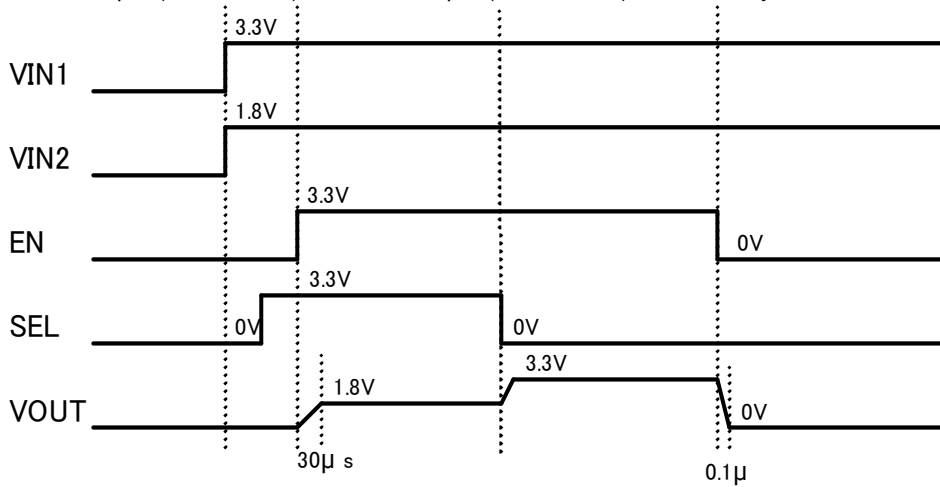 3.3V
VIN1
1.8V
VIN2
3.3V
EN
0V
3.3V
SEL
0V
0V
3.3V
1.8V
VOUT
0V
30μ s
0.1μ